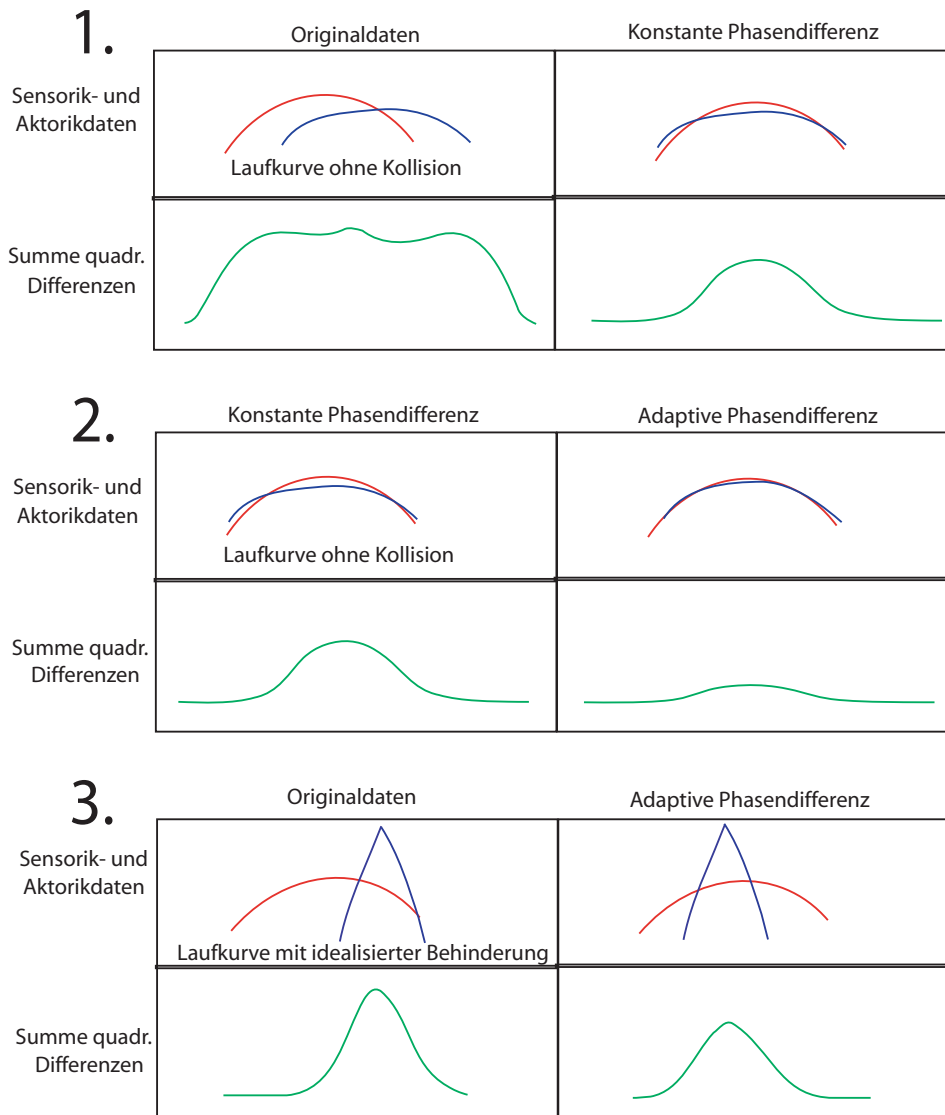 1.
Originaldaten
Konstante Phasendifferenz
Sensorik- und
Aktorikdaten
Laufkurve ohne Kollision
Summe quadr.
Differenzen
2.
Konstante Phasendifferenz
Adaptive Phasendifferenz
Sensorik- und
Aktorikdaten
Laufkurve ohne Kollision
Summe quadr.
Differenzen
3.
Originaldaten
Adaptive Phasendifferenz
Sensorik- und
Aktorikdaten
Laufkurve mit idealisierter Behinderung
Summe quadr.
Differenzen